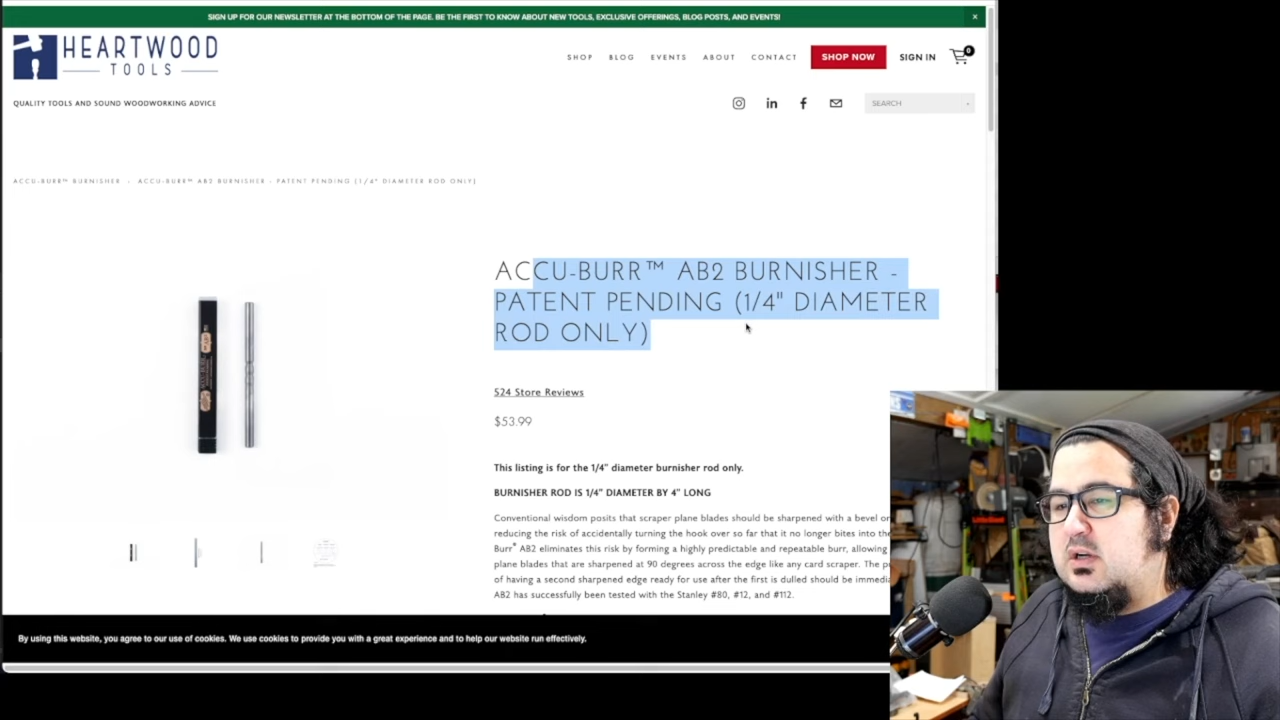 SIGN UP FOR OUR NEWSLETTER AT THE BOTTOM OF THE PAGE. BE THE FIRST TO KNOW ABOUT NEW TOOLS, EXCLUSIVE OFFERINGS, BLOG POSTS, AND EVENTS!
HEARTWOOD
TOOLS
SHOP BLOG EVENTS ABOUT CONTACT SHOP NOW SIGN IN 0
QUALITY TOOLS AND SOUND WOODWORKING ADVICE
SEARCH
ACCU-BURR™ BURNISHER › ACCU-BURR™ AB2 BURNISHER - PATENT PENDING (1/4" DIAMETER ROD ONLY)
ACCU-BURR™ AB2 BURNISHER -
PATENT PENDING (1/4" DIAMETER
ROD ONLY)
524 Store Reviews
$53.99
This listing is for the 1/4" diameter burnisher rod only.
BURNISHER ROD IS 1/4" DIAMETER BY 4" LONG
Conventional wisdom posits that scraper plane blades should be sharpened with a bevel
reducing the risk of accidentally turning the hook over so far that it no longer bites into the
Burr® AB2 eliminates this risk by forming a highly predictable and repeatable burr, allowing
plane blades that are sharpened at 90 degrees across the edge like any card scraper. The
of having a second sharpened edge ready for use after the first is dulled should be
AB2 has successfully been tested with the Stanley #80, #12, and #112.
By using this website, you agree to our use of cookies. We use cookies to provide you with a great experience and to help our website run effectively.